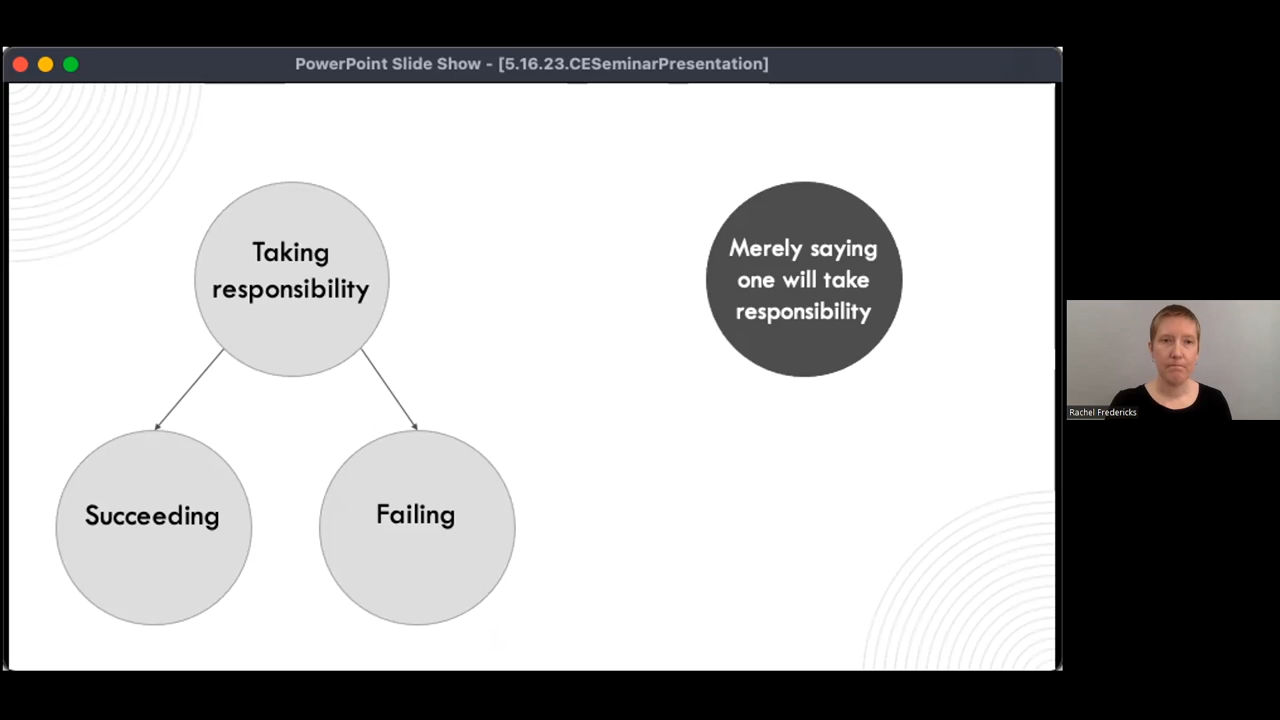 PowerPoint Slide Show - [5.16.23.CESeminarPresentation]
Taking
responsibility
Merely saying
one will take
responsibility
Succeeding
Failing
Rachel Fredericks